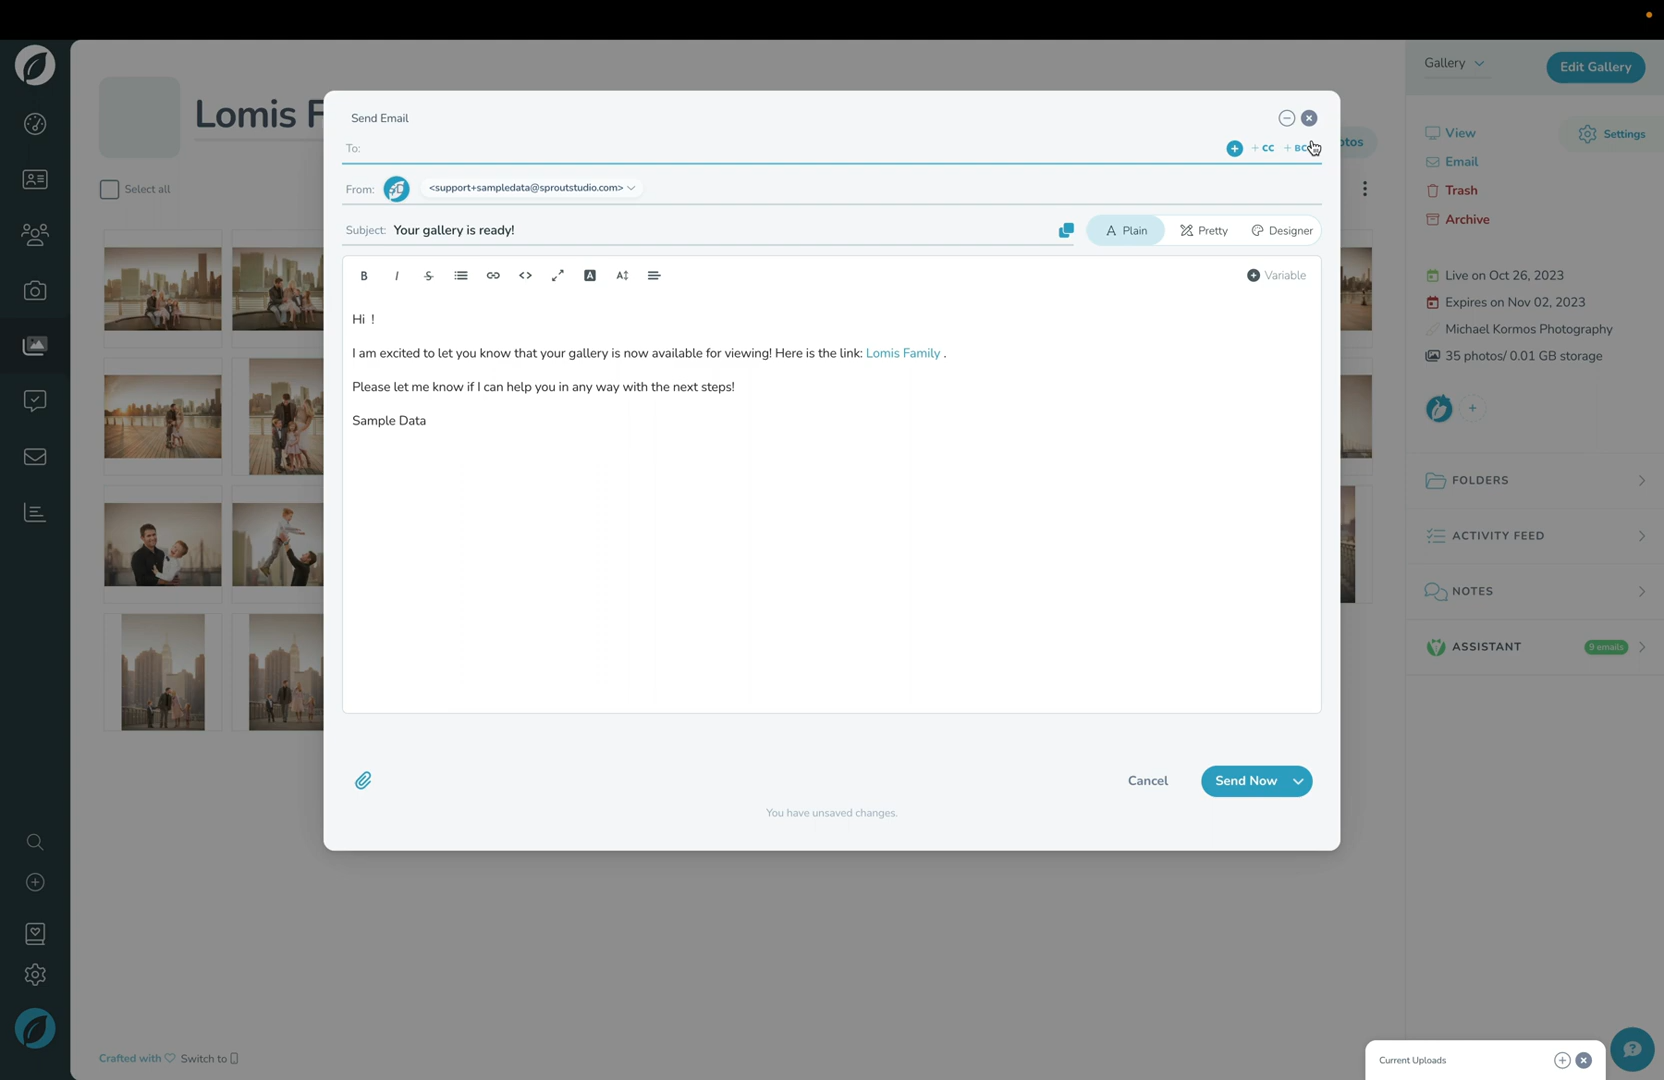 Gallery
Edit Gallery
Lomis F
Send Email
To:
+ CC + BC
View
Settings
otos
Email
Select all
From: <support+sampledata@sproutstudio.com>
Trash
Archive
Subject: Your gallery is ready!
A Plain Pretty Designer
B I S
Variable
Live on Oct 26, 2023
Expires on Nov 02, 2023
Michael Kormos Photography
35 photos/ 0.01 GB storage
Hi !
I am excited to let you know that your gallery is now available for viewing! Here is the link: Lomis Family .
Please let me know if I can help you in any way with the next steps!
Sample Data
FOLDERS
ACTIVITY FEED
NOTES
ASSISTANT 9 emails
Cancel
Send Now
You have unsaved changes.
Crafted with Switch to
Current Uploads